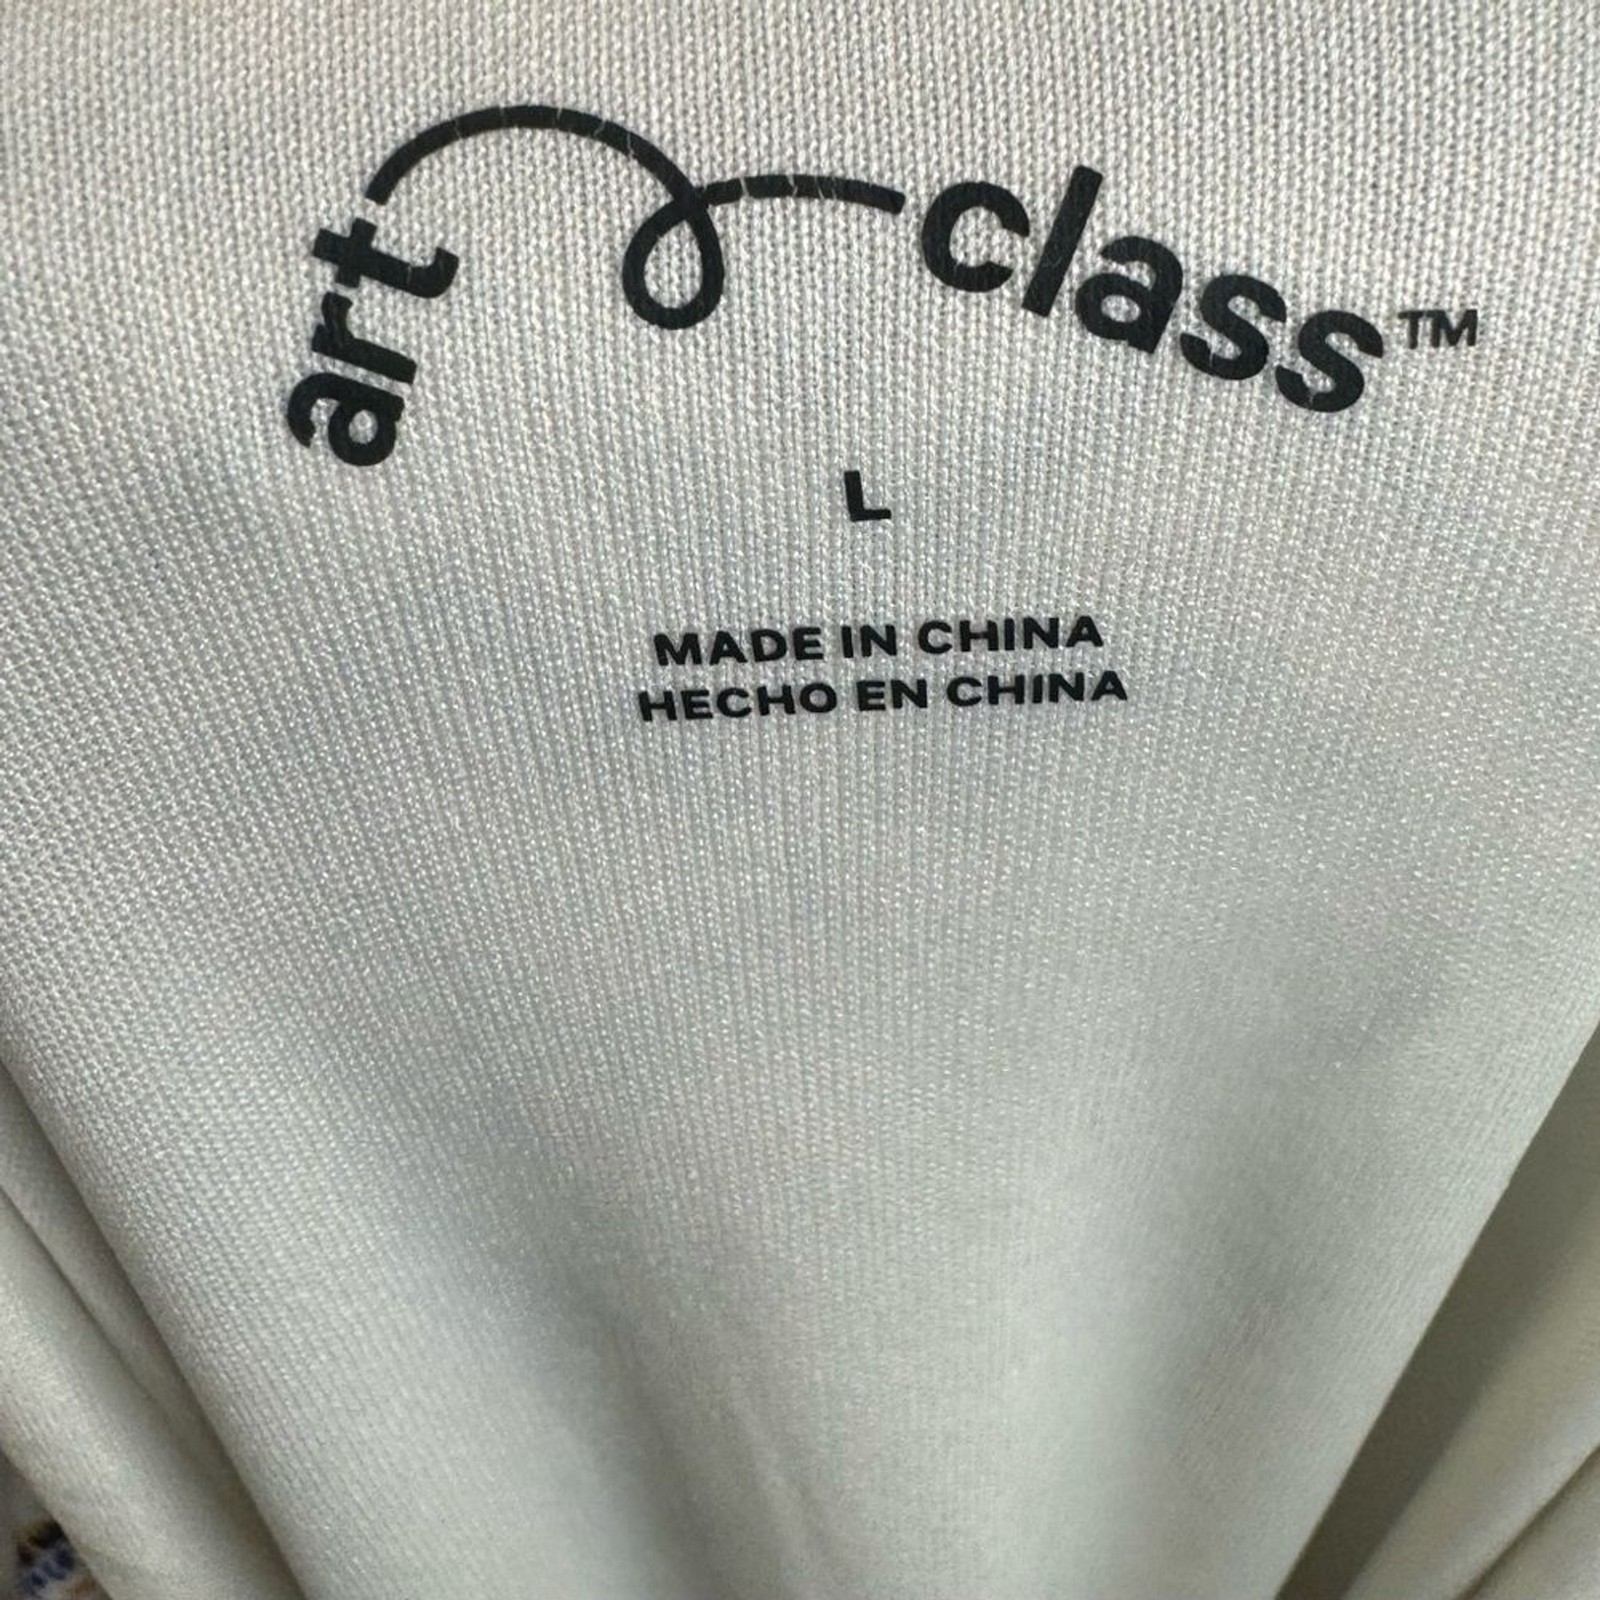 art class™
L
MADE IN CHINA
HECHO EN CHINA